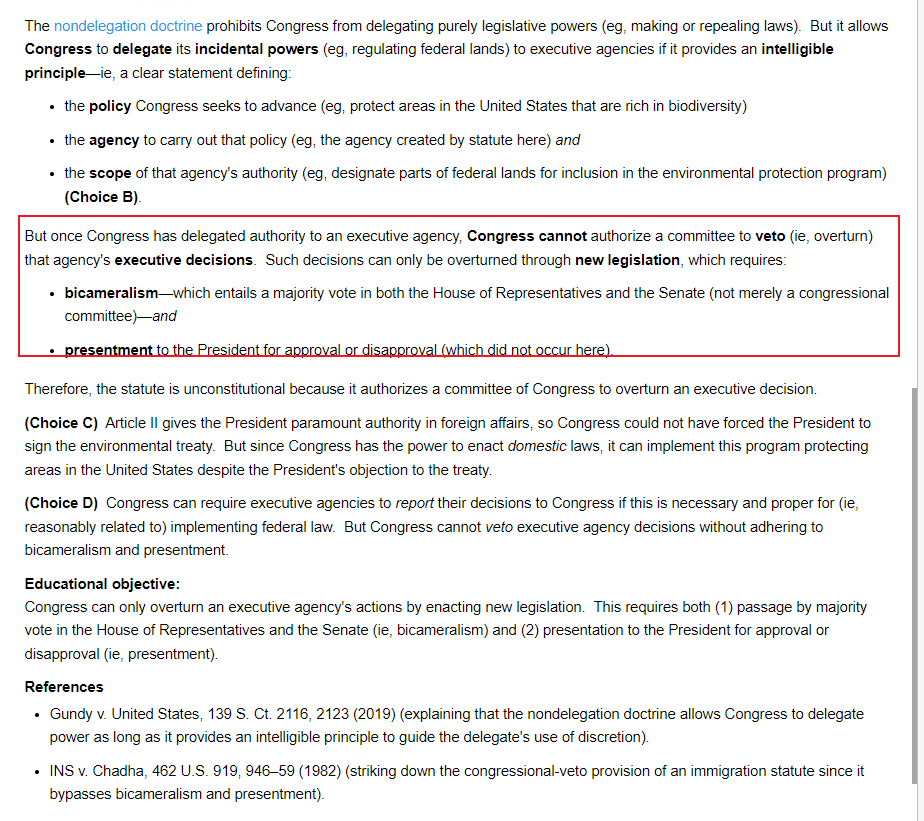 The nondelegation doctrine prohibits Congress from delegating purely legislative powers (eg, making or repealing laws).  But it allows
Congress to delegate its incidental powers (eg, regulating federal lands) to executive agencies if it provides an intelligible
principle—ie, a clear statement defining:
• the policy Congress seeks to advance (eg, protect areas in the United States that are rich in biodiversity)
• the agency to carry out that policy (eg, the agency created by statute here) and
• the scope of that agency's authority (eg, designate parts of federal lands for inclusion in the environmental protection program)
(Choice B).
But once Congress has delegated authority to an executive agency, Congress cannot authorize a committee to veto (ie, overturn)
that agency's executive decisions.  Such decisions can only be overturned through new legislation, which requires:
• bicameralism—which entails a majority vote in both the House of Representatives and the Senate (not merely a congressional
committee)—and
• presentment to the President for approval or disapproval (which did not occur here).
Therefore, the statute is unconstitutional because it authorizes a committee of Congress to overturn an executive decision.
(Choice C)  Article II gives the President paramount authority in foreign affairs, so Congress could not have forced the President to
sign the environmental treaty.  But since Congress has the power to enact domestic laws, it can implement this program protecting
areas in the United States despite the President's objection to the treaty.
(Choice D)  Congress can require executive agencies to report their decisions to Congress if this is necessary and proper for (ie,
reasonably related to) implementing federal law.  But Congress cannot veto executive agency decisions without adhering to
bicameralism and presentment.
Educational objective:
Congress can only overturn an executive agency's actions by enacting new legislation.  This requires both (1) passage by majority
vote in the House of Representatives and the Senate (ie, bicameralism) and (2) presentation to the President for approval or
disapproval (ie, presentment).
References
• Gundy v. United States, 139 S. Ct. 2116, 2123 (2019) (explaining that the nondelegation doctrine allows Congress to delegate
power as long as it provides an intelligible principle to guide the delegate's use of discretion).
• INS v. Chadha, 462 U.S. 919, 946–59 (1982) (striking down the congressional-veto provision of an immigration statute since it
bypasses bicameralism and presentment).